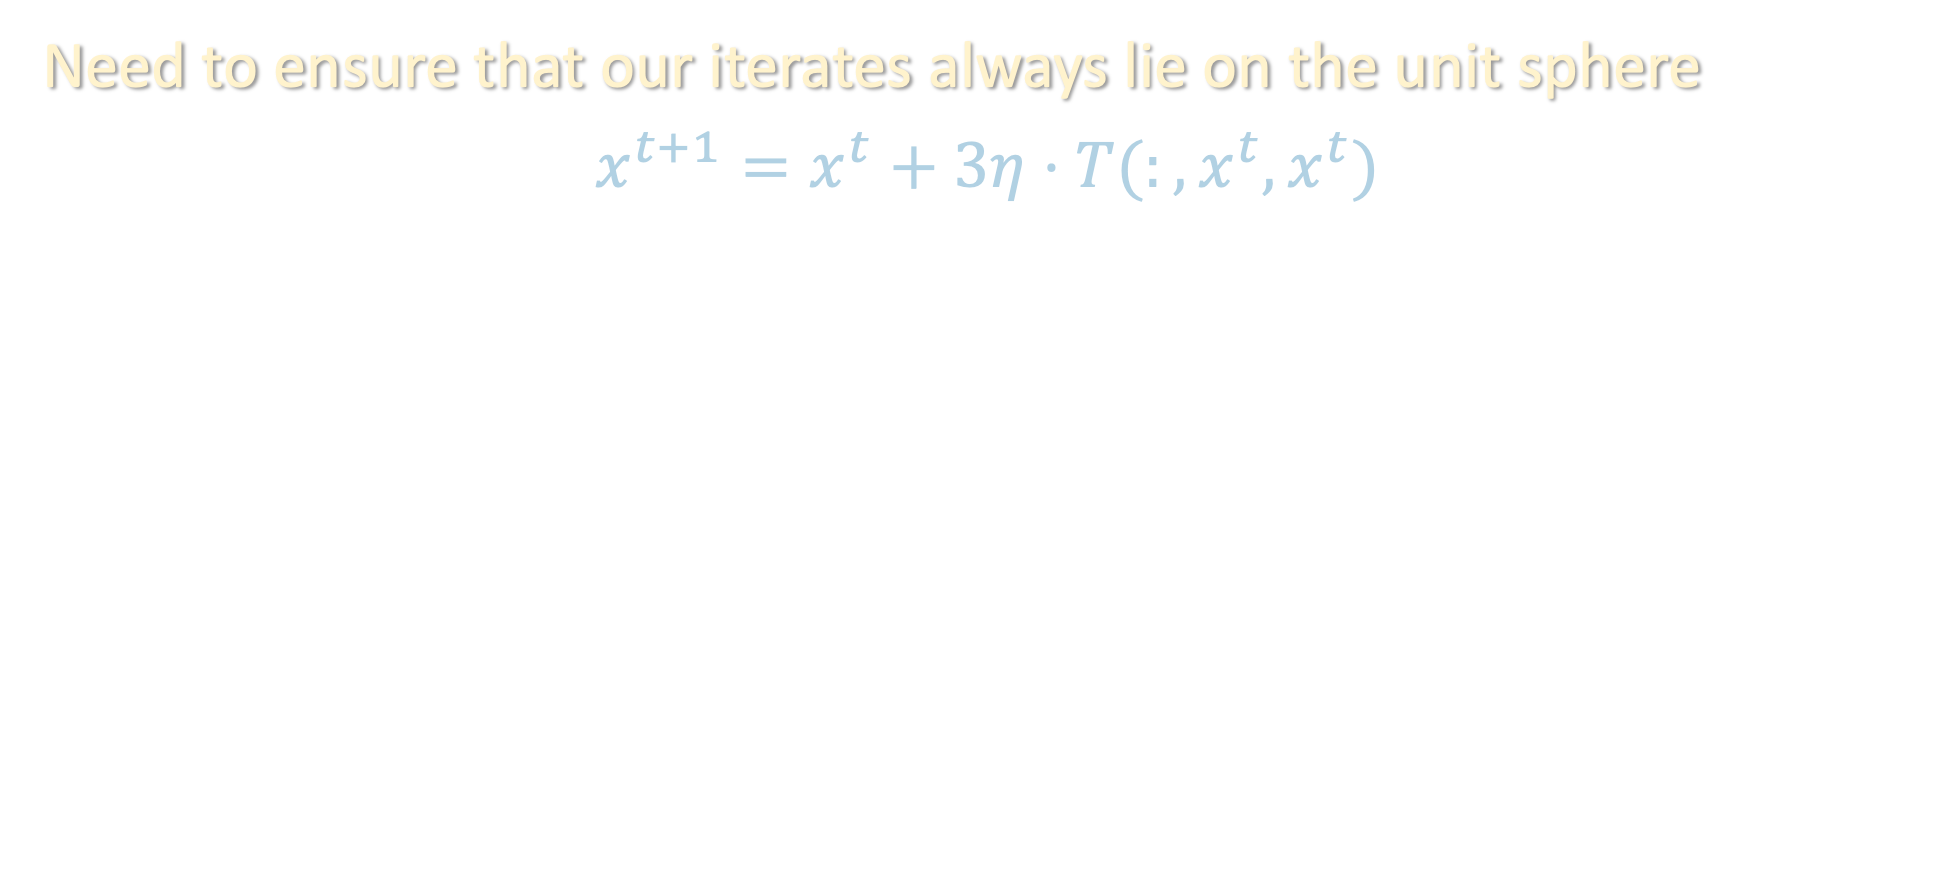 Need to ensure that our iterates always lie on the unit sphere
𝑥^{𝑡+1} = 𝑥^𝑡 + 3𝜂 · 𝑇(:, 𝑥^𝑡, 𝑥^𝑡)